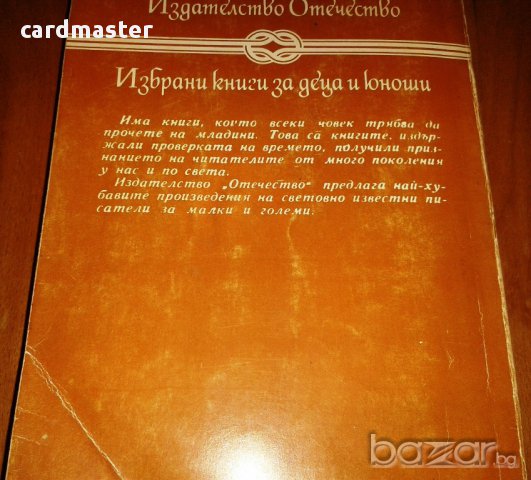 Издателство Отечество
cardmaster
Избрани книги за деца и юноши
Има книги, които всеки човек трябва да
прочете на младини. Това са книгите, издър-
жали проверката на времето, получили приз-
нанието на читателите от много поколения
у нас и по света.
Издателство „Отечество“ предлага най-ху-
бавите произведения на световно известни пи-
сатели за малки и големи.
bazar.bg